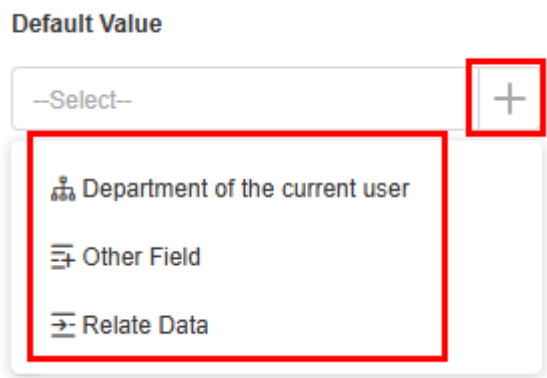 Default Value
--Select--
Department of the current user
Other Field
Relate Data